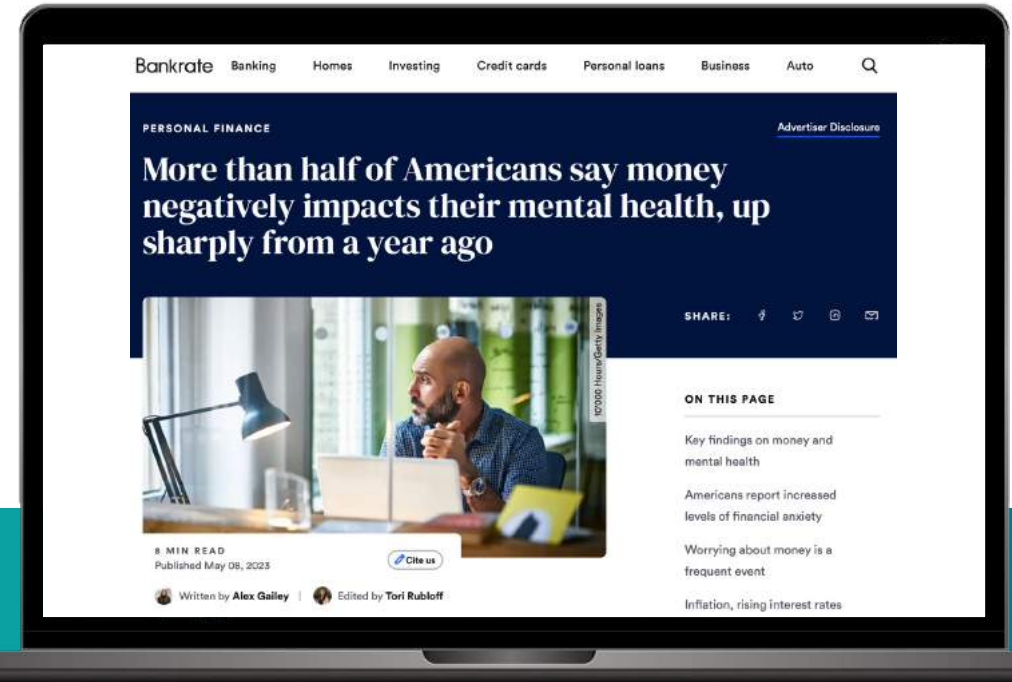 Bankrate Banking Homes Investing Credit cards Personal loans Business Auto
PERSONAL FINANCE
Advertiser Disclosure
More than half of Americans say money
negatively impacts their mental health, up
sharply from a year ago
SHARE:
10'000 Hours/Getty Images
8 MIN READ
Published May 08, 2023
Cite us
Written by Alex Gailey | Edited by Tori Rubloff
ON THIS PAGE
Key findings on money and
mental health
Americans report increased
levels of financial anxiety
Worrying about money is a
frequent event
Inflation, rising interest rates